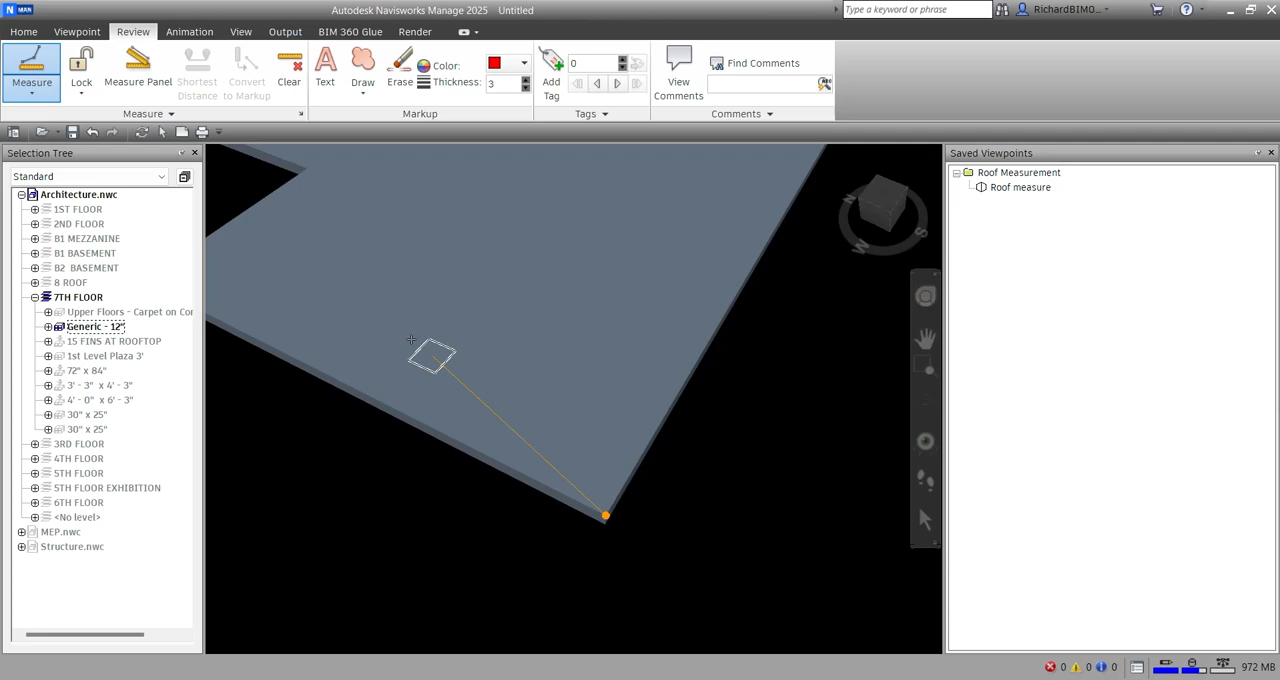 N MAN Autodesk Navisworks Manage 2025 Untitled Type a keyword or phrase RichardBIMO...
Home Viewpoint Review Animation View Output BIM 360 Glue Render
Measure Lock Measure Panel Shortest Distance Convert to Markup Clear Text Draw Erase Color: Thickness: 3 Add Tag 0 View Comments Find Comments
Measure Markup Tags Comments
Selection Tree
Standard
Architecture.nwc
1ST FLOOR
2ND FLOOR
B1 MEZZANINE
B1 BASEMENT
B2 BASEMENT
8 ROOF
7TH FLOOR
Upper Floors - Carpet on Cor
Generic - 12"
15 FINS AT ROOFTOP
1st Level Plaza 3'
72" x 84"
3' - 3" x 4' - 3"
4' - 0" x 6' - 3"
30" x 25"
30" x 25"
3RD FLOOR
4TH FLOOR
5TH FLOOR
5TH FLOOR EXHIBITION
6TH FLOOR
<No level>
MEP.nwc
Structure.nwc
N
W
S
Saved Viewpoints
Roof Measurement
Roof measure
0 0 0 972 MB